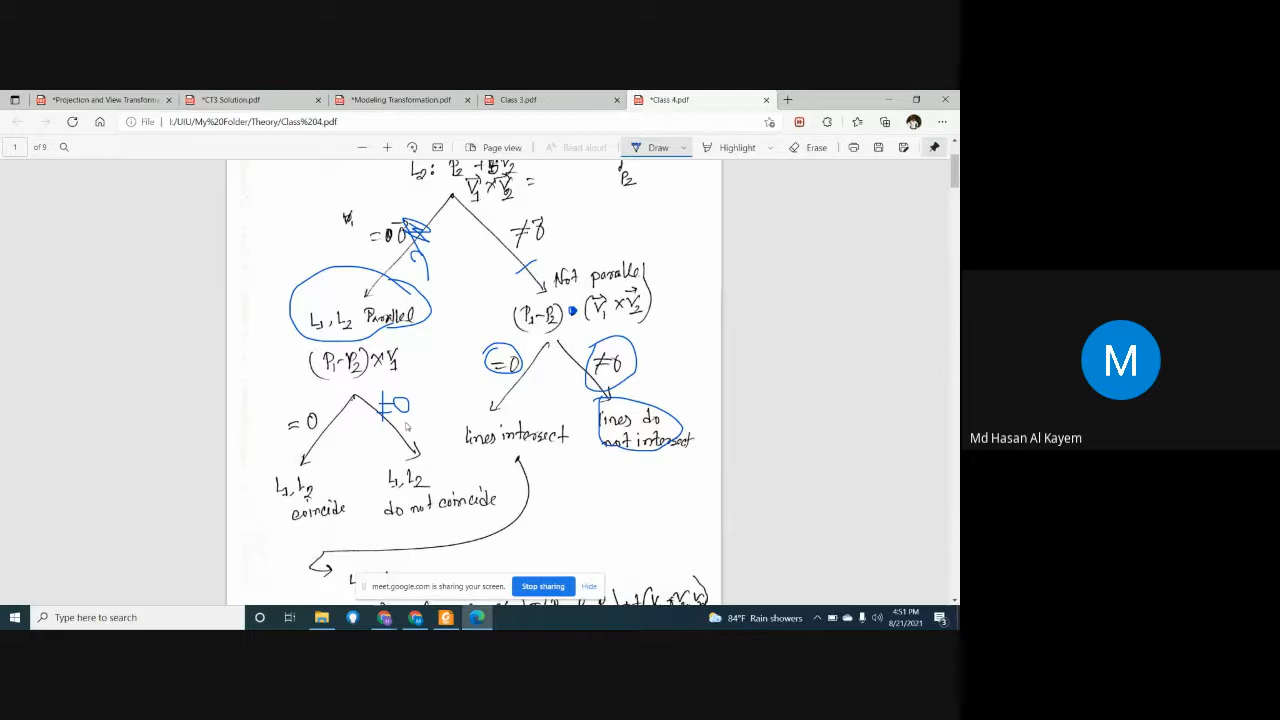 *Projection and View Transforma
*CT3 Solution.pdf
*Modeling Transformation.pdf
Class 3.pdf
*Class 4.pdf
File
I:/UIU/My%20Folder/Theory/Class%204.pdf
1 of 9
Page view
Read aloud
Draw
Highlight
Erase
L2: P2 + V2
V1 × V2 =
P2
= 0
≠ 0
Not parallel
L1, L2 Parallel
(P1-P2) • (V1 × V2)
(P1-P2) × V1
= 0
≠ 0
= 0
≠ 0
lines intersect
lines do not intersect
L1, L2 coincide
L1, L2 do not coincide
meet.google.com is sharing your screen.
Stop sharing
Hide
Type here to search
84°F Rain showers
4:51 PM
8/21/2021
3
M
Md Hasan Al Kayem